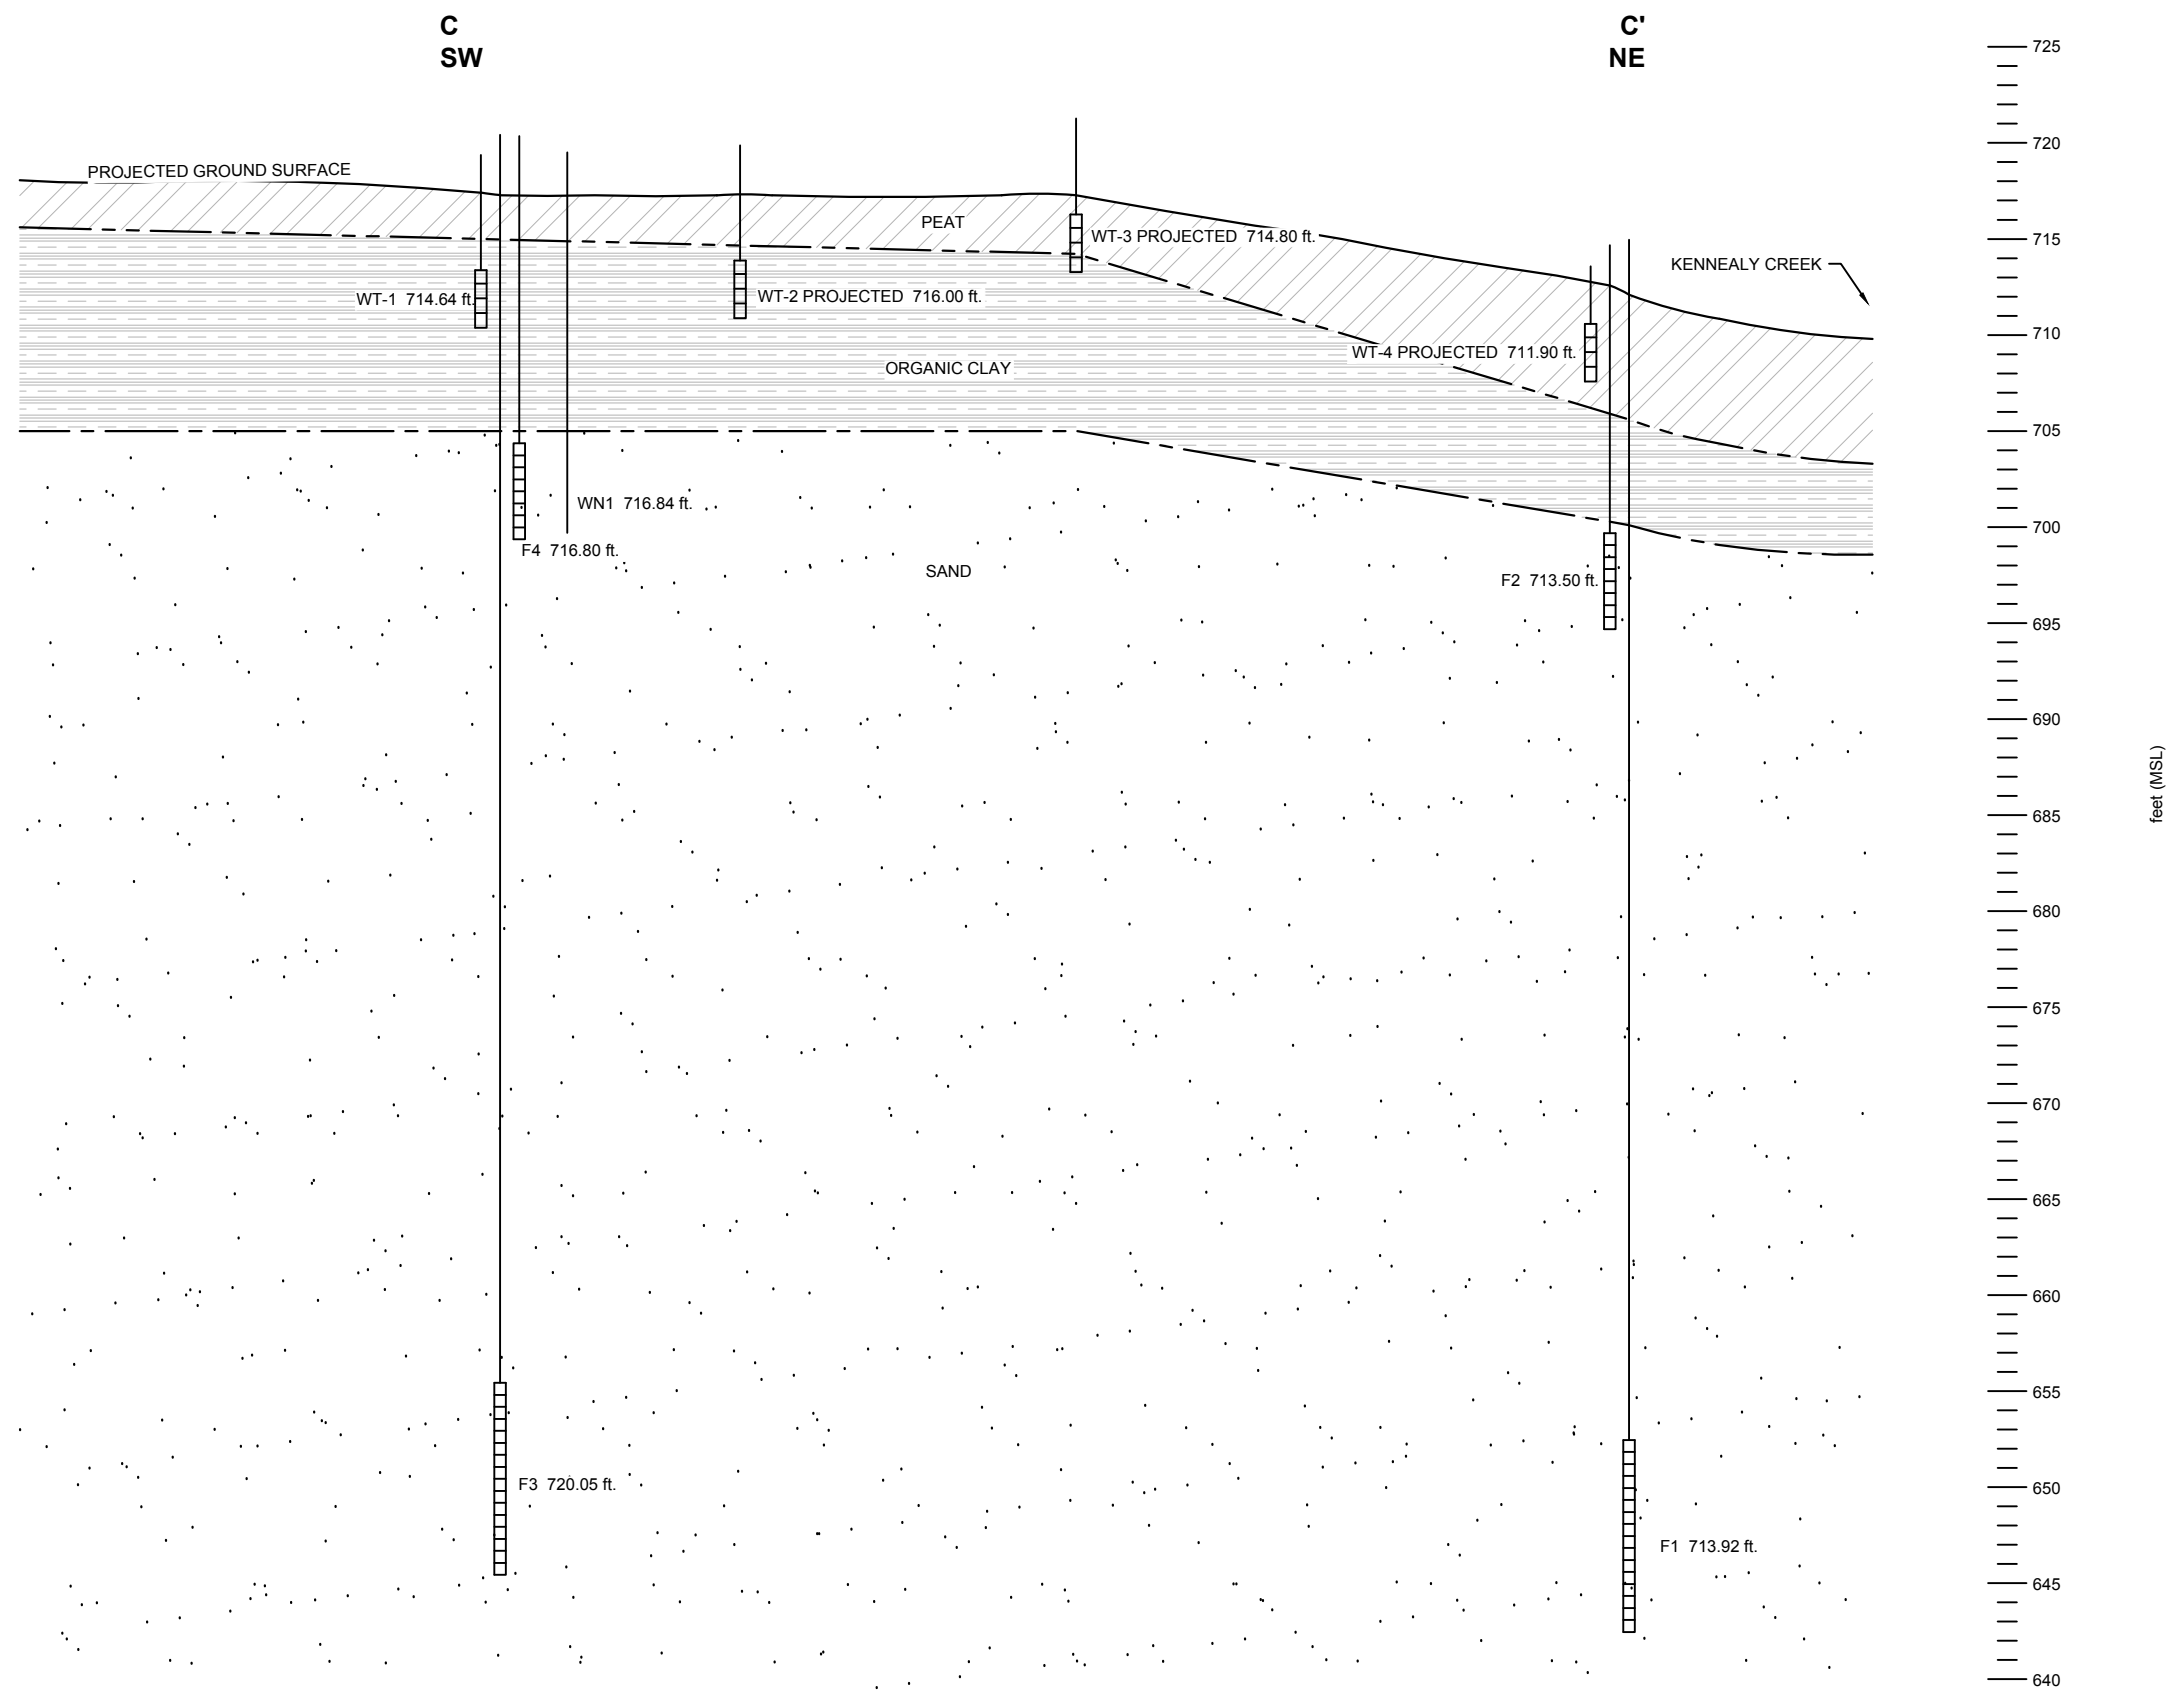 C
SW
C'
NE
725
720
PROJECTED GROUND SURFACE
PEAT
WT-3 PROJECTED 714.80 ft.
715
KENNEALY CREEK
WT-1 714.64 ft.
WT-2 PROJECTED 716.00 ft.
710
WT-4 PROJECTED 711.90 ft.
ORGANIC CLAY
705
WN1 716.84 ft.
700
F4 716.80 ft.
SAND
F2 713.50 ft.
695
690
feet (MSL)
685
680
675
670
665
660
655
650
F3 720.05 ft.
F1 713.92 ft.
645
640